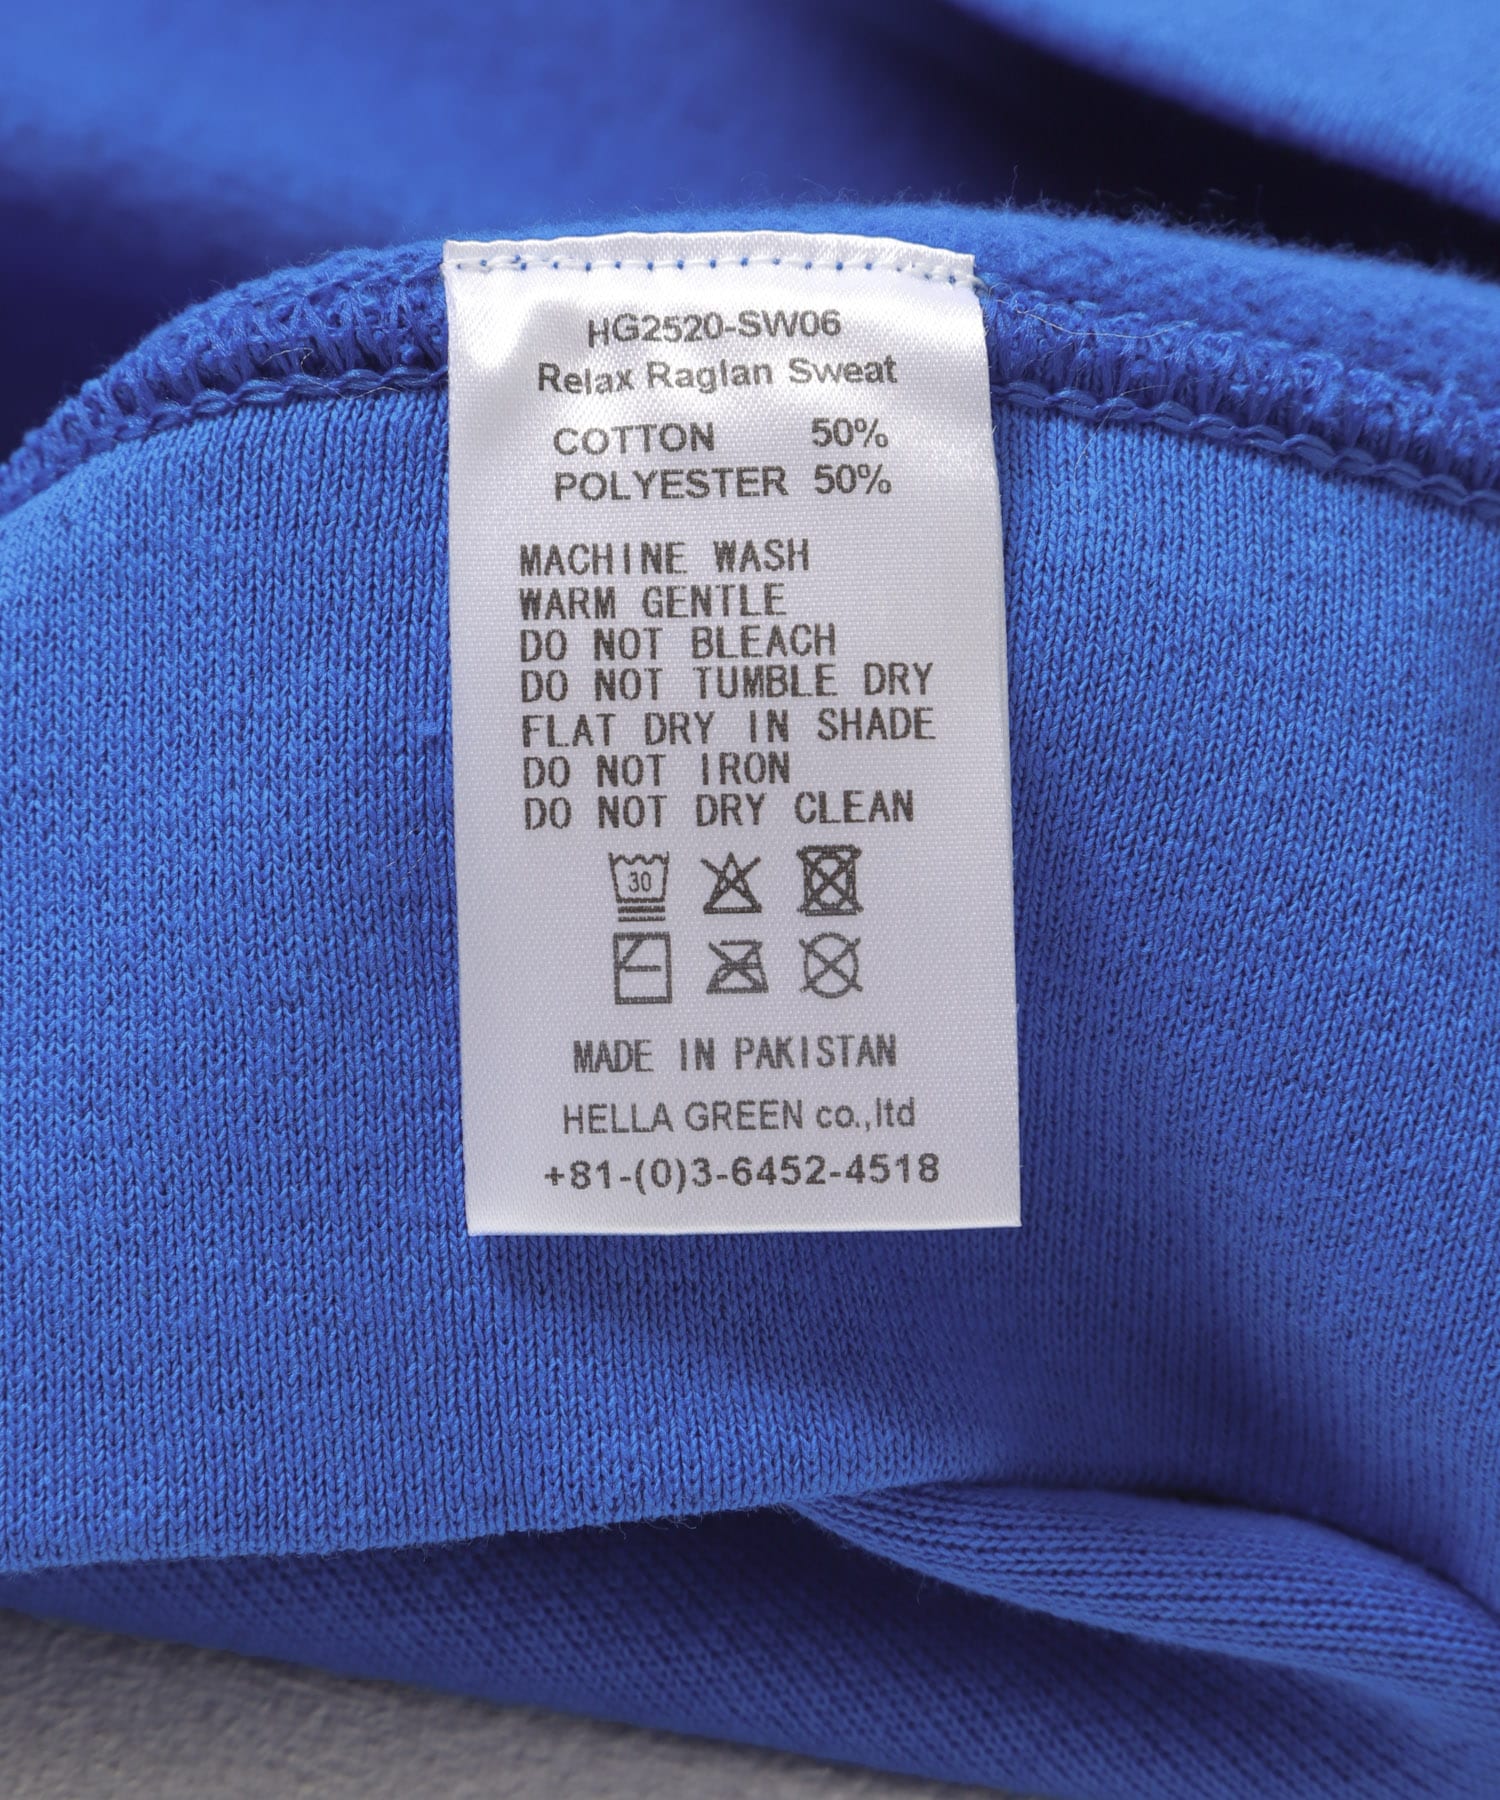 HG2520-SW06
Relax Raglan Sweat
COTTON 50%
POLYESTER 50%
MACHINE WASH
WARM GENTLE
DO NOT BLEACH
DO NOT TUMBLE DRY
FLAT DRY IN SHADE
DO NOT IRON
DO NOT DRY CLEAN
30
MADE IN PAKISTAN
HELLA GREEN co.,ltd
+81-(0)3-6452-4518